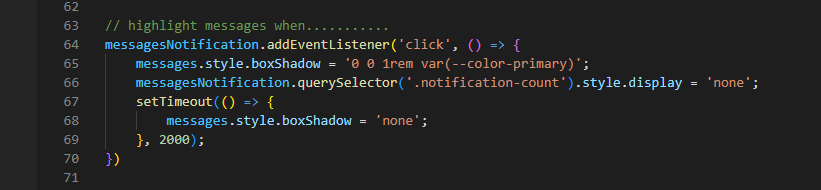 62
63 // highlight messages when...........
64 messagesNotification.addEventListener('click', () => {
65     messages.style.boxShadow = '0 0 1rem var(--color-primary)';
66     messagesNotification.querySelector('.notification-count').style.display = 'none';
67     setTimeout(() => {
68         messages.style.boxShadow = 'none';
69     }, 2000);
70 })
71